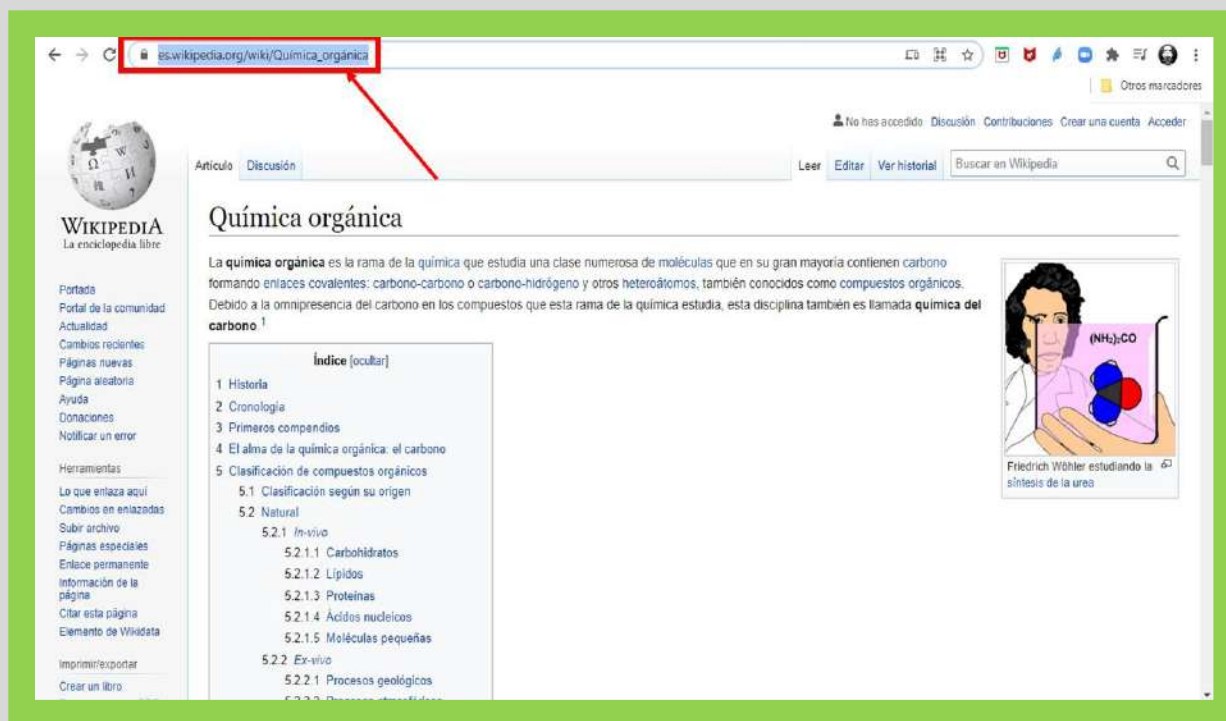 es.wikipedia.org/wiki/Química_orgánica
Otros marcadores
No has accedido Discusión Contribuciones Crear una cuenta Acceder
Artículo Discusión Leer Editar Ver historial Buscar en Wikipedia
WIKIPEDIA
La enciclopedia libre
Portada
Portal de la comunidad
Actualidad
Cambios recientes
Páginas nuevas
Página aleatoria
Ayuda
Donaciones
Notificar un error
Herramientas
Lo que enlaza aquí
Cambios en enlazadas
Subir archivo
Páginas especiales
Enlace permanente
Información de la
página
Citar esta página
Elemento de Wikidata
Imprimir/exportar
Crear un libro
Química orgánica
La química orgánica es la rama de la química que estudia una clase numerosa de moléculas que en su gran mayoría contienen carbono
formando enlaces covalentes: carbono-carbono o carbono-hidrógeno y otros heteroátomos, también conocidos como compuestos orgánicos.
Debido a la omnipresencia del carbono en los compuestos que esta rama de la química estudia, esta disciplina también es llamada química del
carbono.1
Índice [ocultar]
1 Historia
2 Cronología
3 Primeros compendios
4 El alma de la química orgánica: el carbono
5 Clasificación de compuestos orgánicos
5.1 Clasificación según su origen
5.2 Natural
5.2.1 In-vivo
5.2.1.1 Carbohidratos
5.2.1.2 Lípidos
5.2.1.3 Proteínas
5.2.1.4 Ácidos nucleicos
5.2.1.5 Moléculas pequeñas
5.2.2 Ex-vivo
5.2.2.1 Procesos geológicos
(NH₂)₂CO
Friedrich Wöhler estudiando la
síntesis de la urea